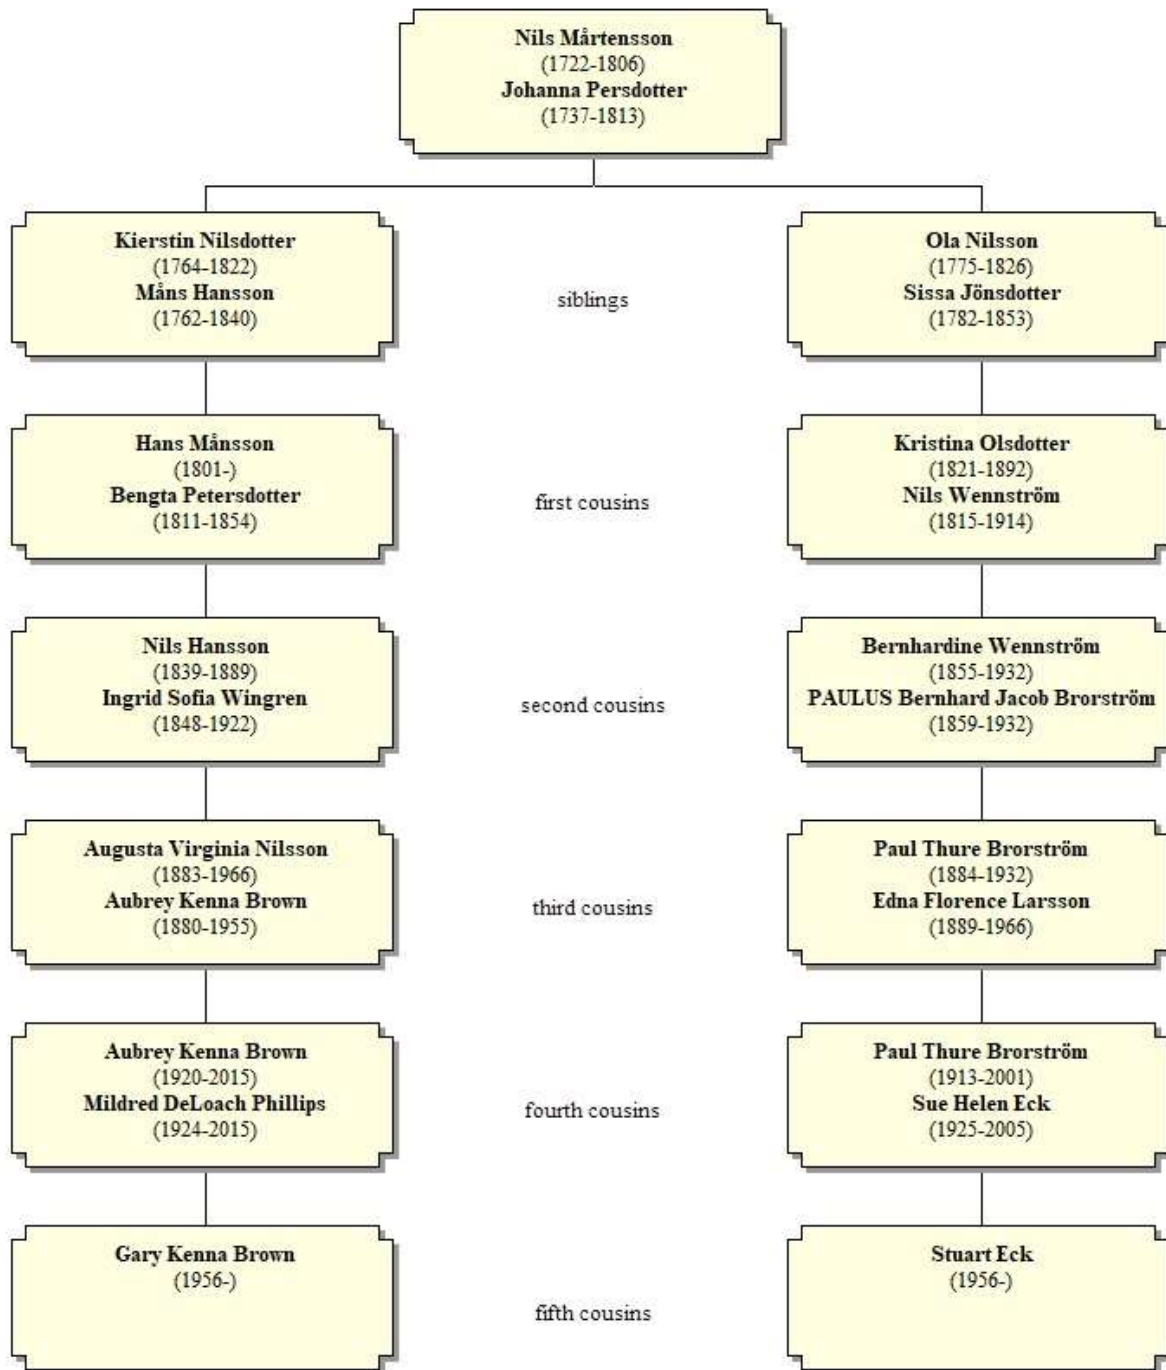 Nils Mårtensson
(1722-1806)
Johanna Persdotter
(1737-1813)
Kierstin Nilsdotter
(1764-1822)
Måns Hansson
(1762-1840)
siblings
Ola Nilsson
(1775-1826)
Sissa Jönsdotter
(1782-1853)
Hans Månsson
(1801-)
Bengta Petersdotter
(1811-1854)
first cousins
Kristina Olsdotter
(1821-1892)
Nils Wennström
(1815-1914)
Nils Hansson
(1839-1889)
Ingrid Sofia Wingren
(1848-1922)
second cousins
Bernhardine Wennström
(1855-1932)
PAULUS Bernhard Jacob Brorström
(1859-1932)
Augusta Virginia Nilsson
(1883-1966)
Aubrey Kenna Brown
(1880-1955)
third cousins
Paul Thure Brorström
(1884-1932)
Edna Florence Larsson
(1889-1966)
Aubrey Kenna Brown
(1920-2015)
Mildred DeLoach Phillips
(1924-2015)
fourth cousins
Paul Thure Brorström
(1913-2001)
Sue Helen Eck
(1925-2005)
Gary Kenna Brown
(1956-)
fifth cousins
Stuart Eck
(1956-)